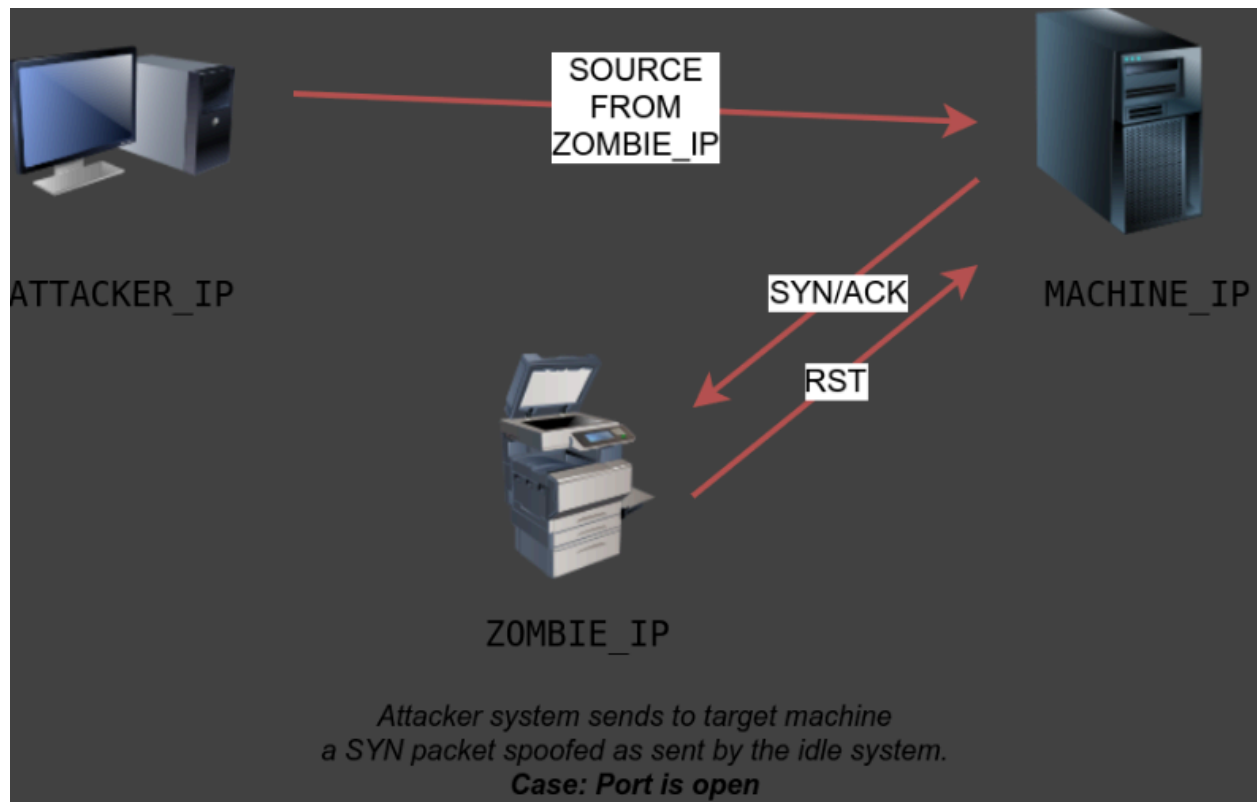 SOURCE
FROM
ZOMBIE_IP
ATTACKER_IP
MACHINE_IP
SYN/ACK
RST
ZOMBIE_IP
Attacker system sends to target machine
a SYN packet spoofed as sent by the idle system.
Case: Port is open